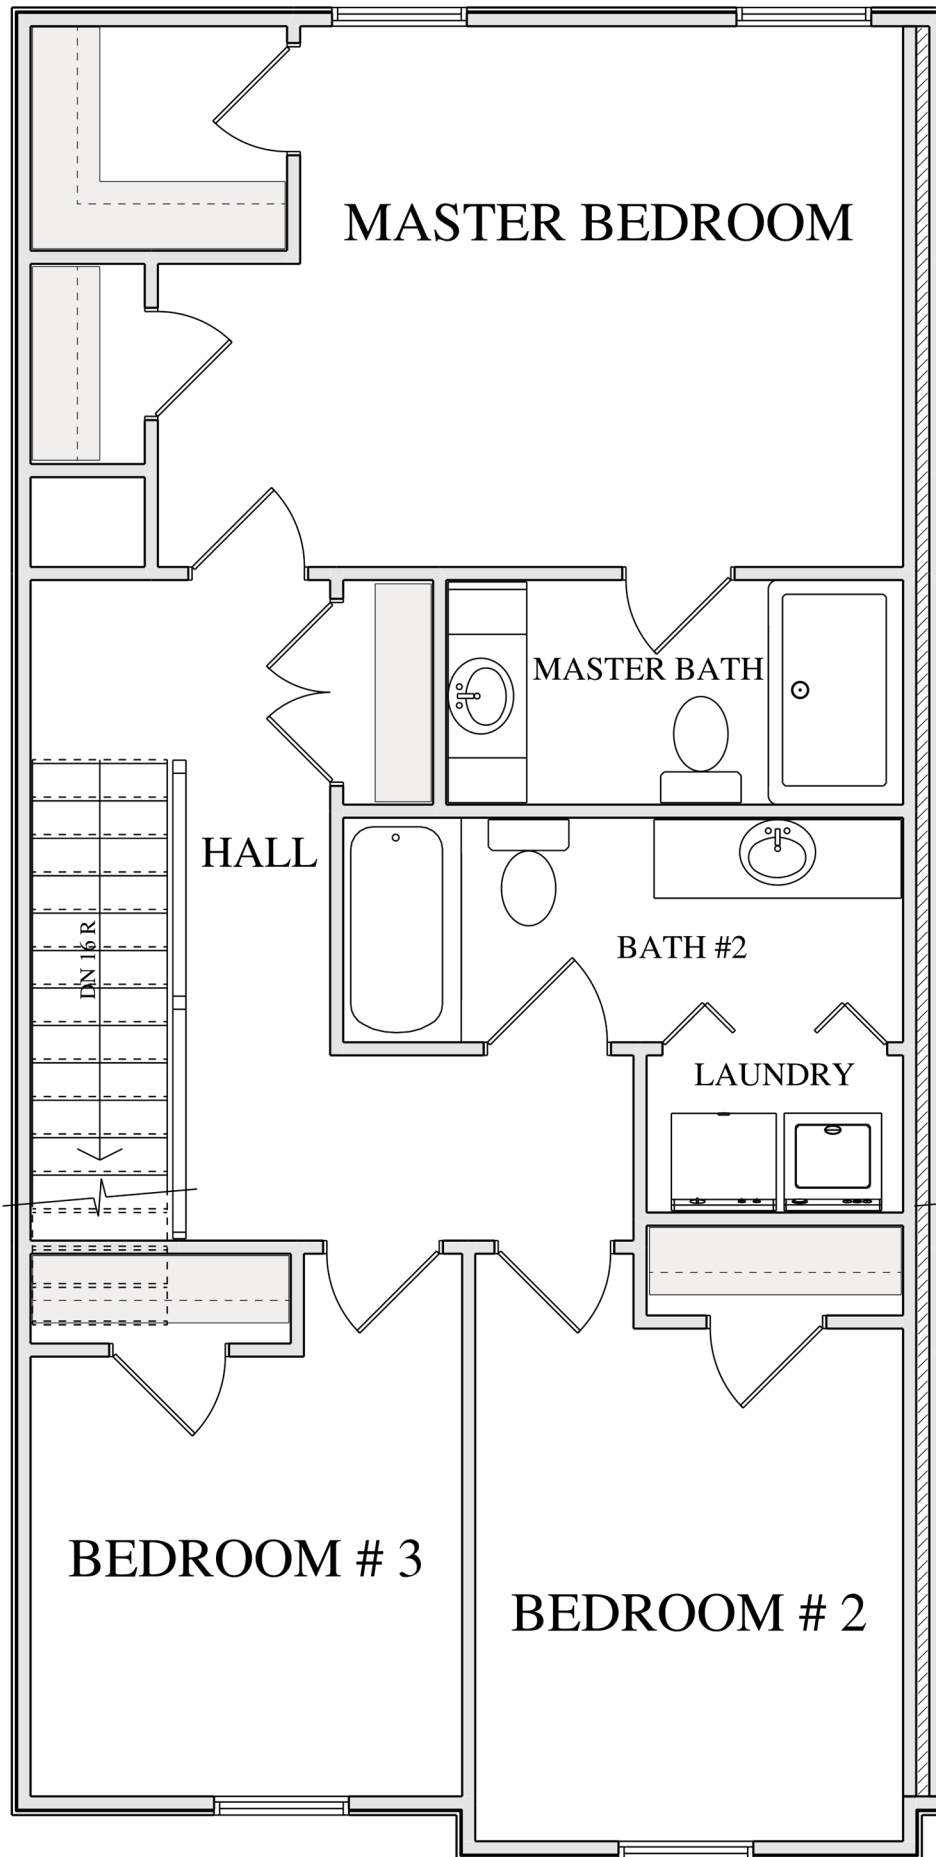 MASTER BEDROOM
MASTER BATH
HALL
DN 16 R
BATH #2
LAUNDRY
BEDROOM # 3
BEDROOM # 2